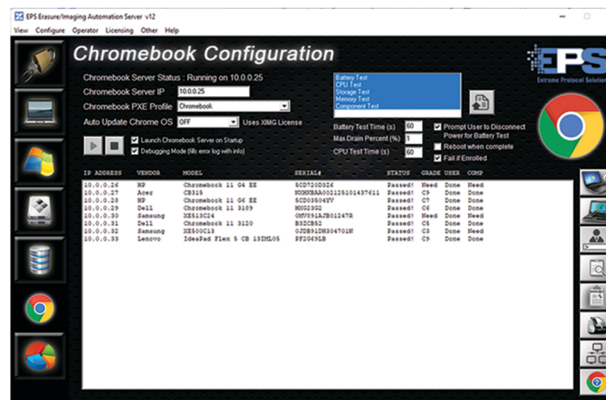 EPS Erasure/Imaging Automation Server v12
View Configure Operator Licensing Other Help
Chromebook Configuration
EPS
Extreme Protocol Solutions
Chromebook Server Status : Running on 10.0.0.25
Chromebook Server IP 10.0.0.25
Chromebook PXE Profile Chromebook
Auto Update Chrome OS OFF Uses XIMG License
Battery Test
CPU Test
Storage Test
Memory Test
Component Test
Launch Chromebook Server on Startup
Debugging Mode (fills error log with info)
Battery Test Time (s) 60
Max Drain Percent (%) 1
CPU Test Time (s) 60
Prompt User to Disconnect
Power for Battery Test
Reboot when complete
Fail if Enrolled
IP ADDRESS VENDOR MODEL SERIAL# STATUS GRADE USER COMP
10.0.0.26 HP Chromebook 11 G4 EE Passed! Need Done Need
10.0.0.27 Acer CB315 Passed! C9 Done Done
10.0.0.28 HP Chromebook 11 G6 EE Passed! C7 Done Done
10.0.0.29 Dell Chromebook 11 3189 Passed! C6 Done Done
10.0.0.30 Samsung XE513C24 Passed! Need Done Need
10.0.0.31 Dell Chromebook 11 3120 Passed! C5 Done Done
10.0.0.32 Samsung XE500C13 Passed! C3 Done Need
10.0.0.33 Lenovo IdeaPad Flex 5 CB 13IML05 PF2G69LB Passed! C9 Done Done